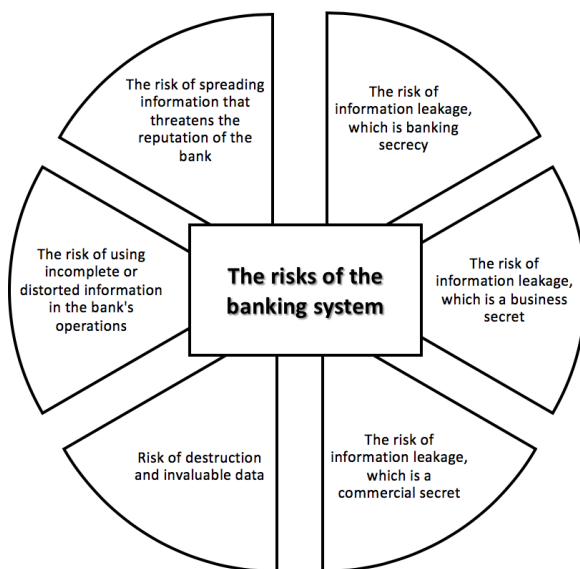 The risk of spreading
information that
threatens the
reputation of the
bank
The risk of
information leakage,
which is banking
secrecy
The risk of using
incomplete or
distorted information
in the bank's
operations
The risks of the
banking system
The risk of
information leakage,
which is a business
secret
Risk of destruction
and invaluable data
The risk of
information leakage,
which is a
commercial secret